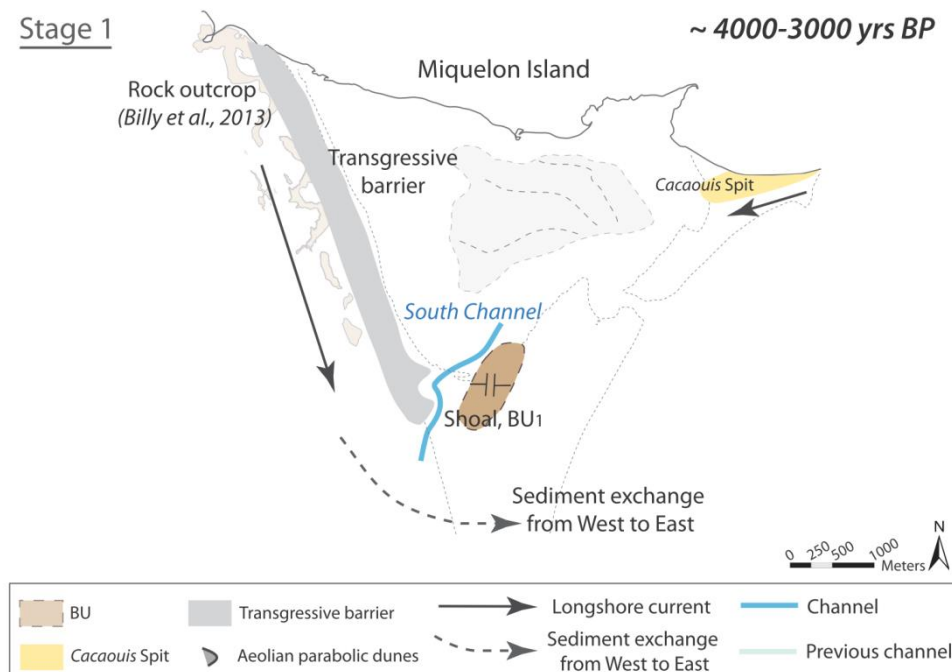 Stage 1
~ 4000-3000 yrs BP
Miquelon Island
Rock outcrop
(Billy et al., 2013)
Transgressive
barrier
Cacaouis Spit
South Channel
Shoal, BU1
Sediment exchange
from West to East
N
0 250 500 1000
Meters
BU
Transgressive barrier
Longshore current
Channel
Cacaouis Spit
Aeolian parabolic dunes
Sediment exchange
from West to East
Previous channel